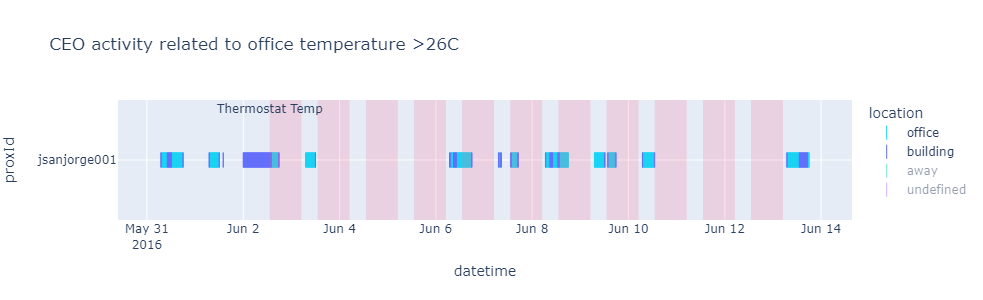 CEO activity related to office temperature >26C
Thermostat Temp
location
office
building
away
undefined
proxId
jsanjorge001
May 31
2016
Jun 2
Jun 4
Jun 6
Jun 8
Jun 10
Jun 12
Jun 14
datetime